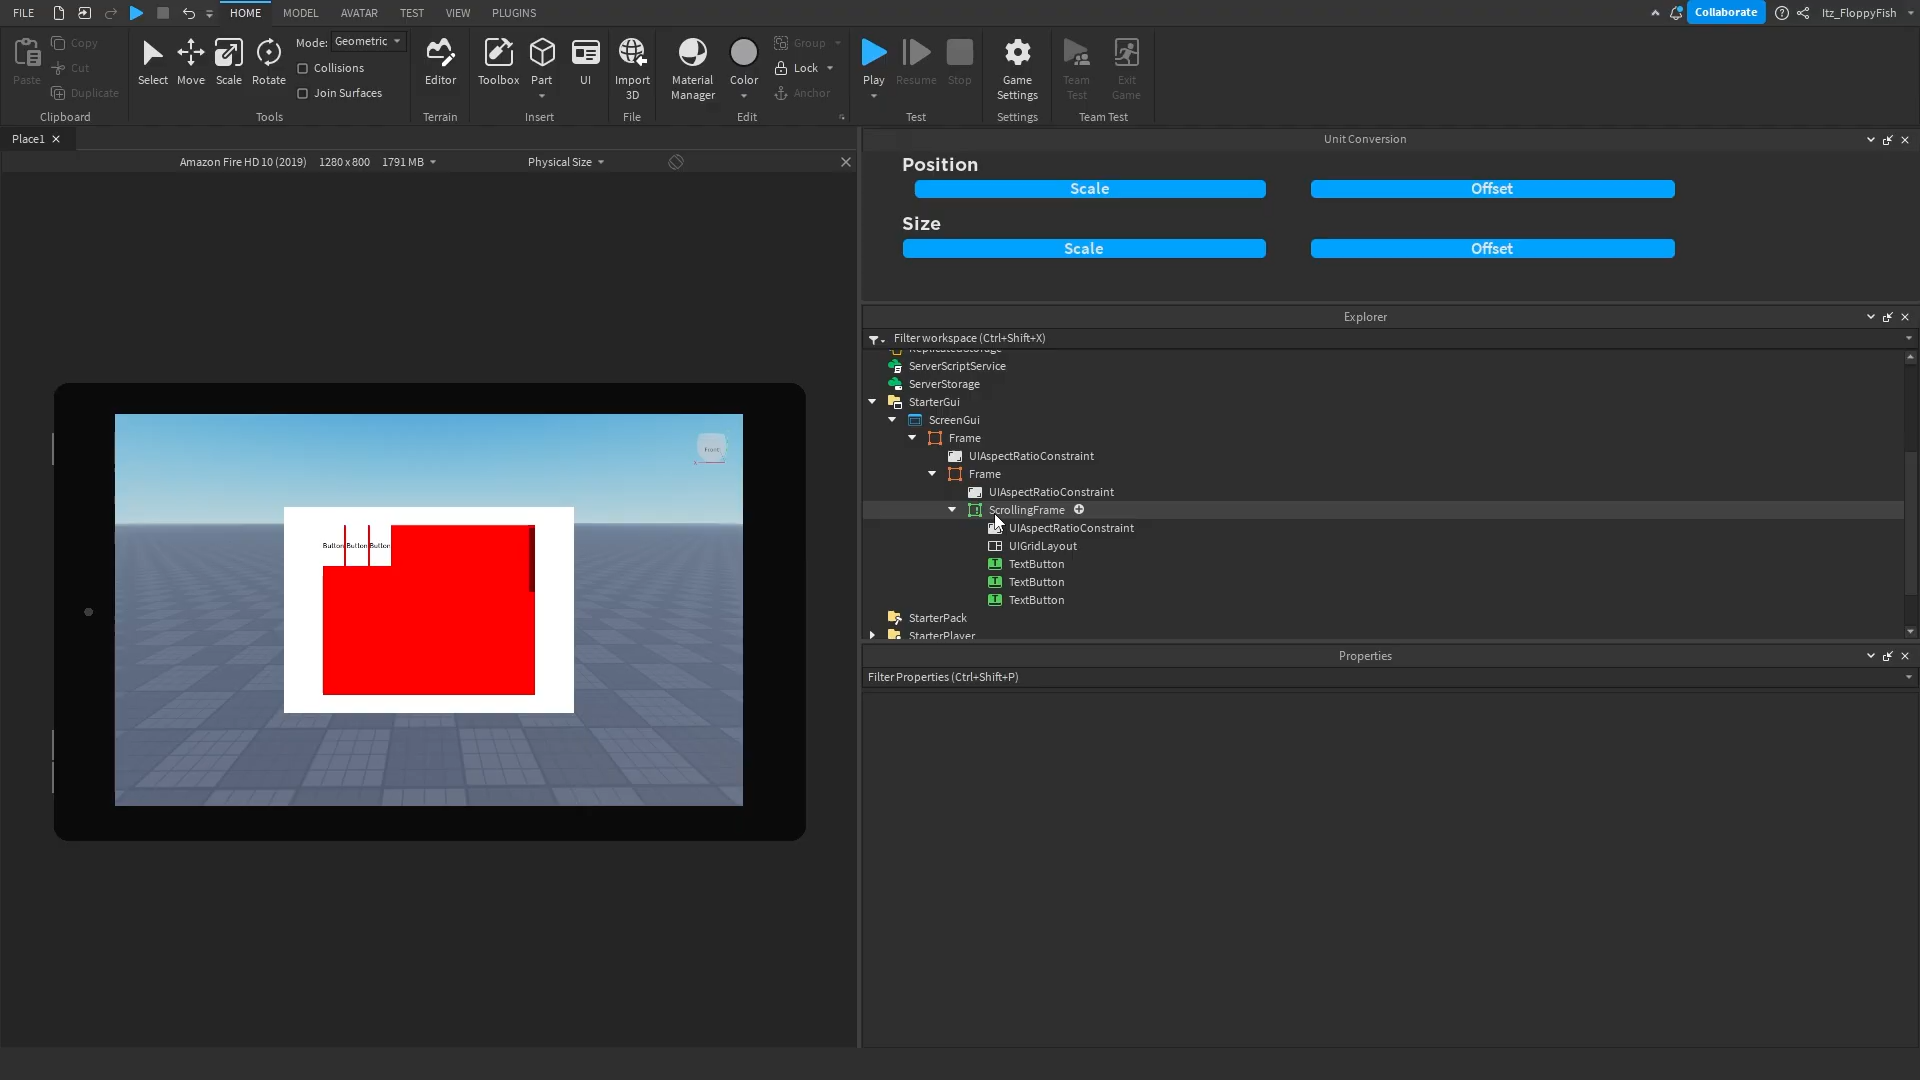 FILE HOME MODEL AVATAR TEST VIEW PLUGINS Collaborate Itz_FloppyFish
Paste Copy Cut Duplicate Clipboard
Select Move Scale Rotate Mode: Geometric Collisions Join Surfaces Tools
Editor Terrain
Toolbox Part UI Insert
Import 3D File
Material Manager Color Group Lock Anchor Edit
Play Resume Stop Test
Game Settings Settings
Team Test Exit Game Team Test
Place1
Amazon Fire HD 10 (2019) 1280 x 800 1791 MB Physical Size
Front
Button Button Button
Unit Conversion
Position
Scale Offset
Size
Scale Offset
Explorer
Filter workspace (Ctrl+Shift+X)
ReplicatedStorage
ServerScriptService
ServerStorage
StarterGui
ScreenGui
Frame
UIAspectRatioConstraint
Frame
UIAspectRatioConstraint
ScrollingFrame
UIAspectRatioConstraint
UIGridLayout
TextButton
TextButton
TextButton
StarterPack
StarterPlayer
Properties
Filter Properties (Ctrl+Shift+P)